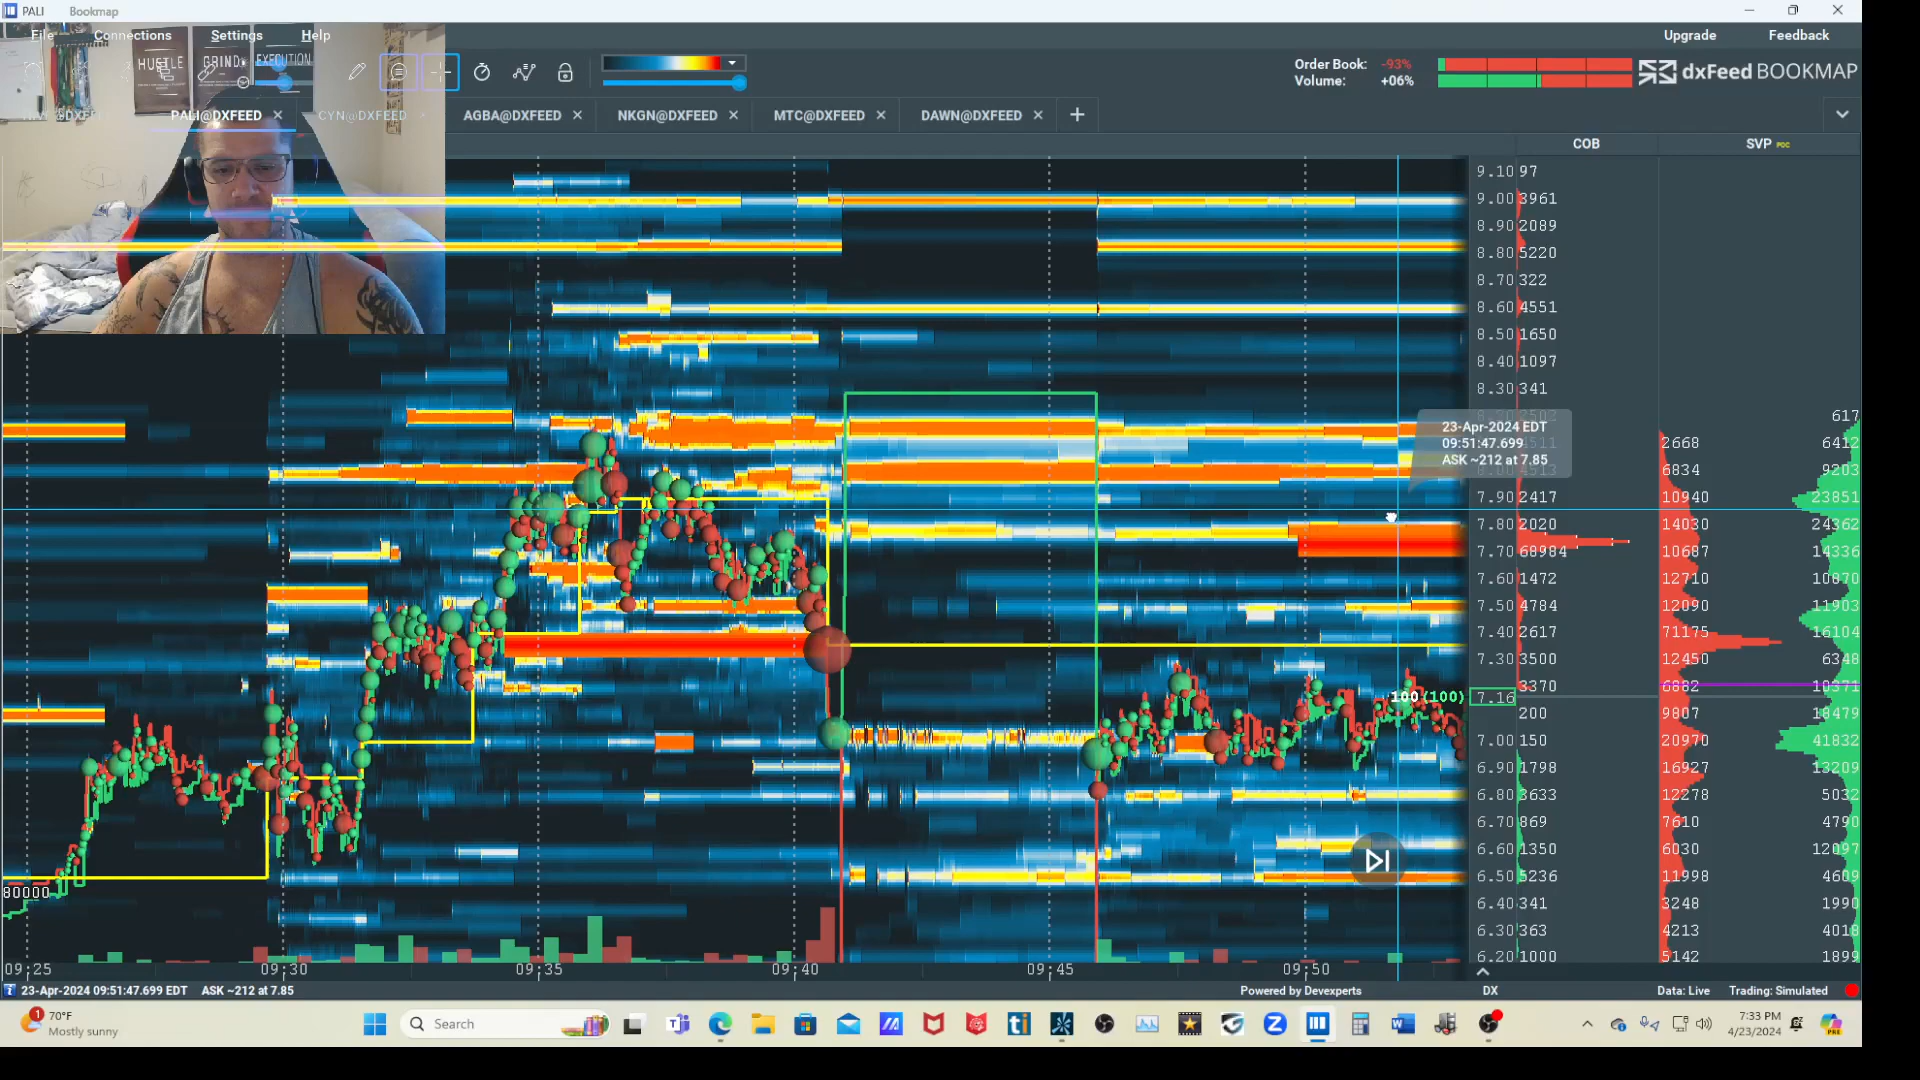 PALI Bookmap
File Connections Settings Help Upgrade Feedback
HUSTLE GRIND EXECUTION
Order Book: -93%
Volume: +06%
dxFeed BOOKMAP
PALI@DXFEED CYN@DXFEED AGBA@DXFEED NKGN@DXFEED MTC@DXFEED DAWN@DXFEED
COB SVP
9.10 97
9.00 3961
8.90 2089
8.80 5220
8.70 322
8.60 4551
8.50 1650
8.40 1097
8.30 341
617
23-Apr-2024 EDT
09:51:47.699
ASK ~212 at 7.85
2668 6412
6834 9203
7.90 2417 10940 23851
7.80 2020 14030 24362
7.70 14336
7.60 1472 12710 10870
7.50 4784 12090 11903
7.40 2617 71175 16104
7.30 3500 12450 6348
3370 6882 10371
100 (100) 7.16
200 9807 18479
7.00 150 20970 41832
6.90 1798 16927 13209
6.80 3633 12278 5032
6.70 869 7610 4790
6.60 1350 6030 12097
6.50 5236 11998 4609
6.40 341 3248 1990
6.30 363 4213 4018
6.20 1000 5142 1899
80000
09:25 09:30 09:35 09:40 09:45 09:50
23-Apr-2024 09:51:47.699 EDT ASK ~212 at 7.85 Powered by Devexperts DX Data: Live Trading: Simulated
70°F
Mostly sunny
Search
7:33 PM
4/23/2024